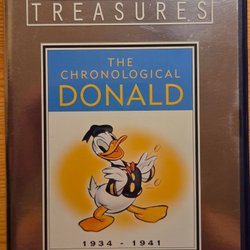 TREASURES
THE
CHRONOLOGICAL
DONALD
1934 - 1941